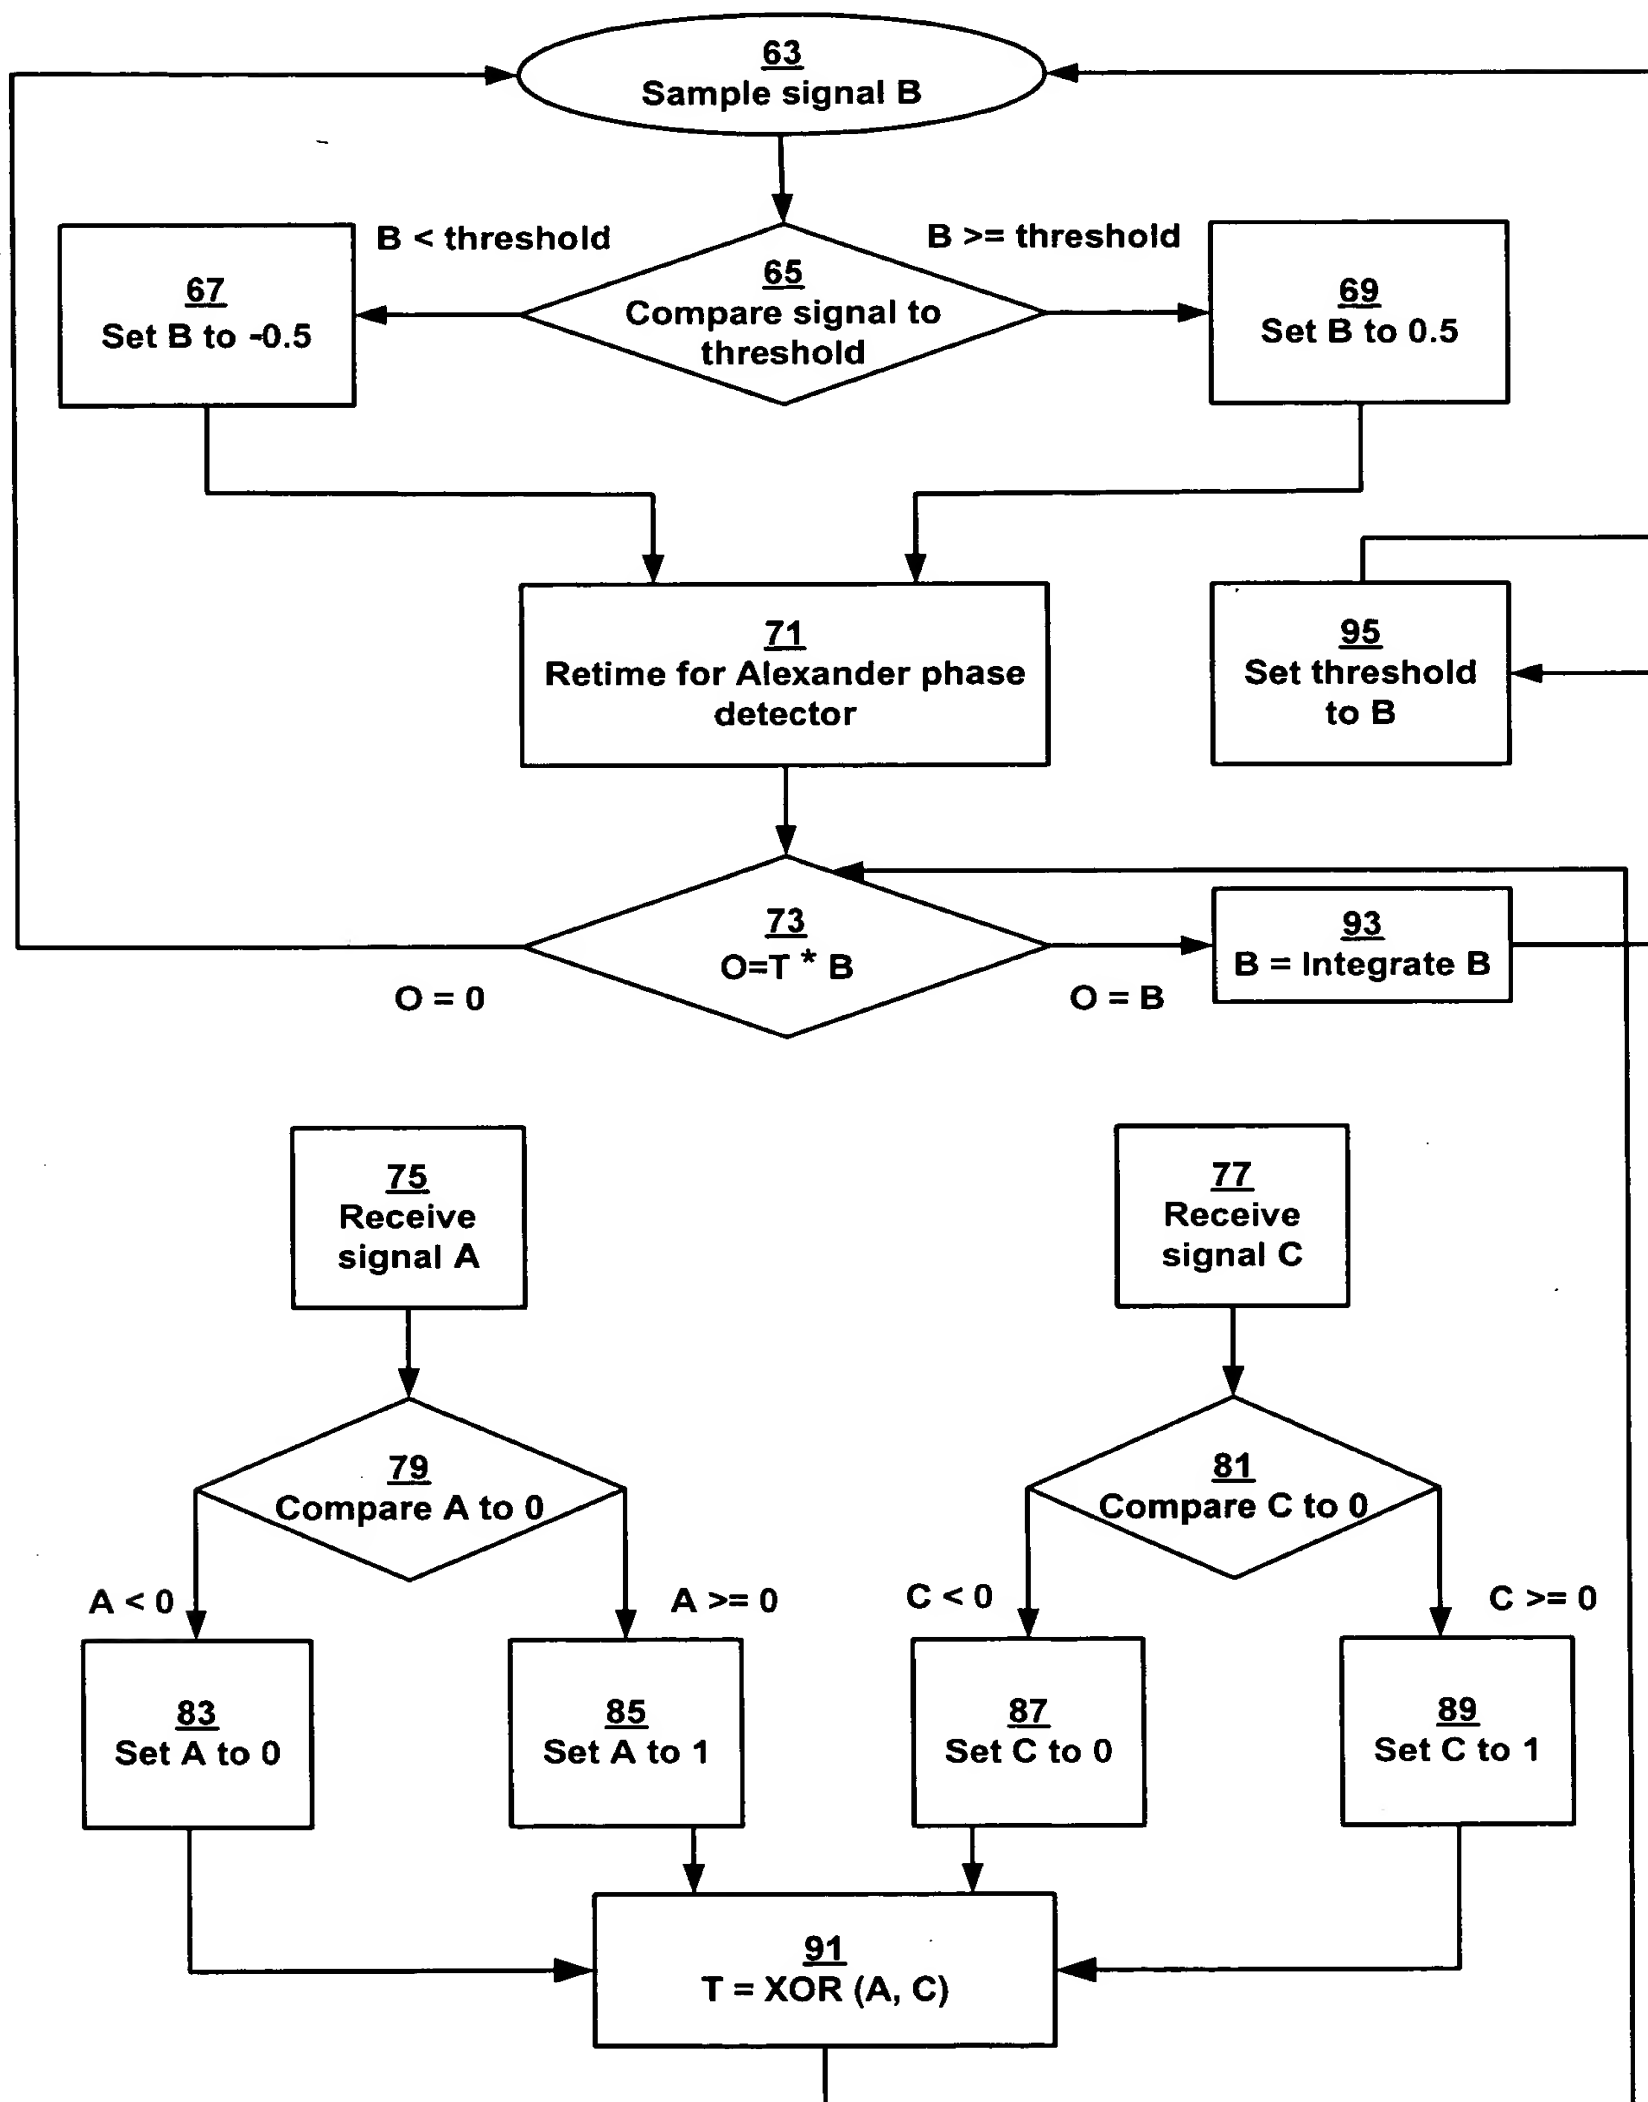 63
Sample signal B
B < threshold
B >= threshold
65
Compare signal to
threshold
67
Set B to -0.5
69
Set B to 0.5
71
Retime for Alexander phase
detector
95
Set threshold
to B
73
O=T * B
O = 0
O = B
93
B = Integrate B
75
Receive
signal A
77
Receive
signal C
79
Compare A to 0
81
Compare C to 0
A < 0
A >= 0
C < 0
C >= 0
83
Set A to 0
85
Set A to 1
87
Set C to 0
89
Set C to 1
91
T = XOR (A, C)